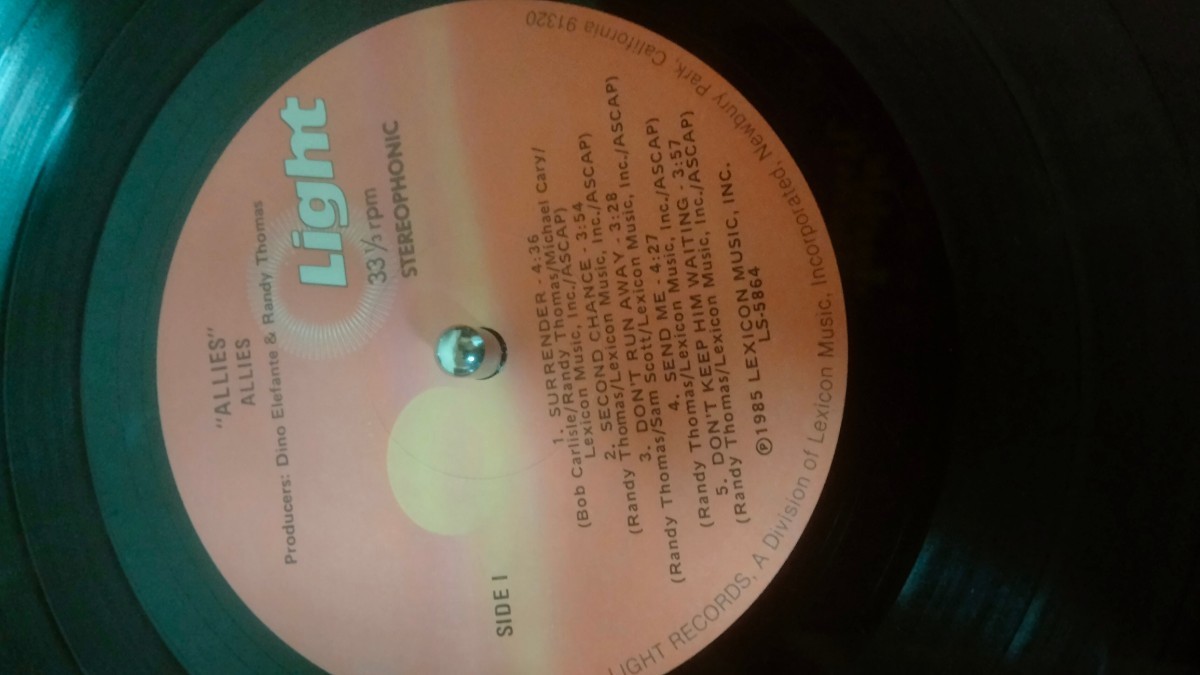 "ALLIES"
ALLIES
Producers: Dino Elefante & Randy Thomas
Light
33 ⅓ rpm
STEREOPHONIC
SIDE I
1. SURRENDER - 4:36
(Bob Carlisle/Randy Thomas/Michael Cary/
Lexicon Music, Inc./Randy Thomas/ASCAP)
2. SECOND CHANCE - 3:54
(Randy Thomas/Lexicon Music, Inc./ASCAP)
3. DON'T RUN AWAY - 3:28
(Randy Thomas/Sam Scott/Lexicon Music, Inc./ASCAP)
4. SEND ME - 4:27
(Randy Thomas/Lexicon Music, Inc./ASCAP)
5. DON'T KEEP HIM WAITING - 3:57
(Randy Thomas/Lexicon Music, Inc./ASCAP)
℗1985 LEXICON MUSIC, INC.
LS-5864
LIGHT RECORDS, A Division of Lexicon Music, Incorporated, Newbury Park, California 91320